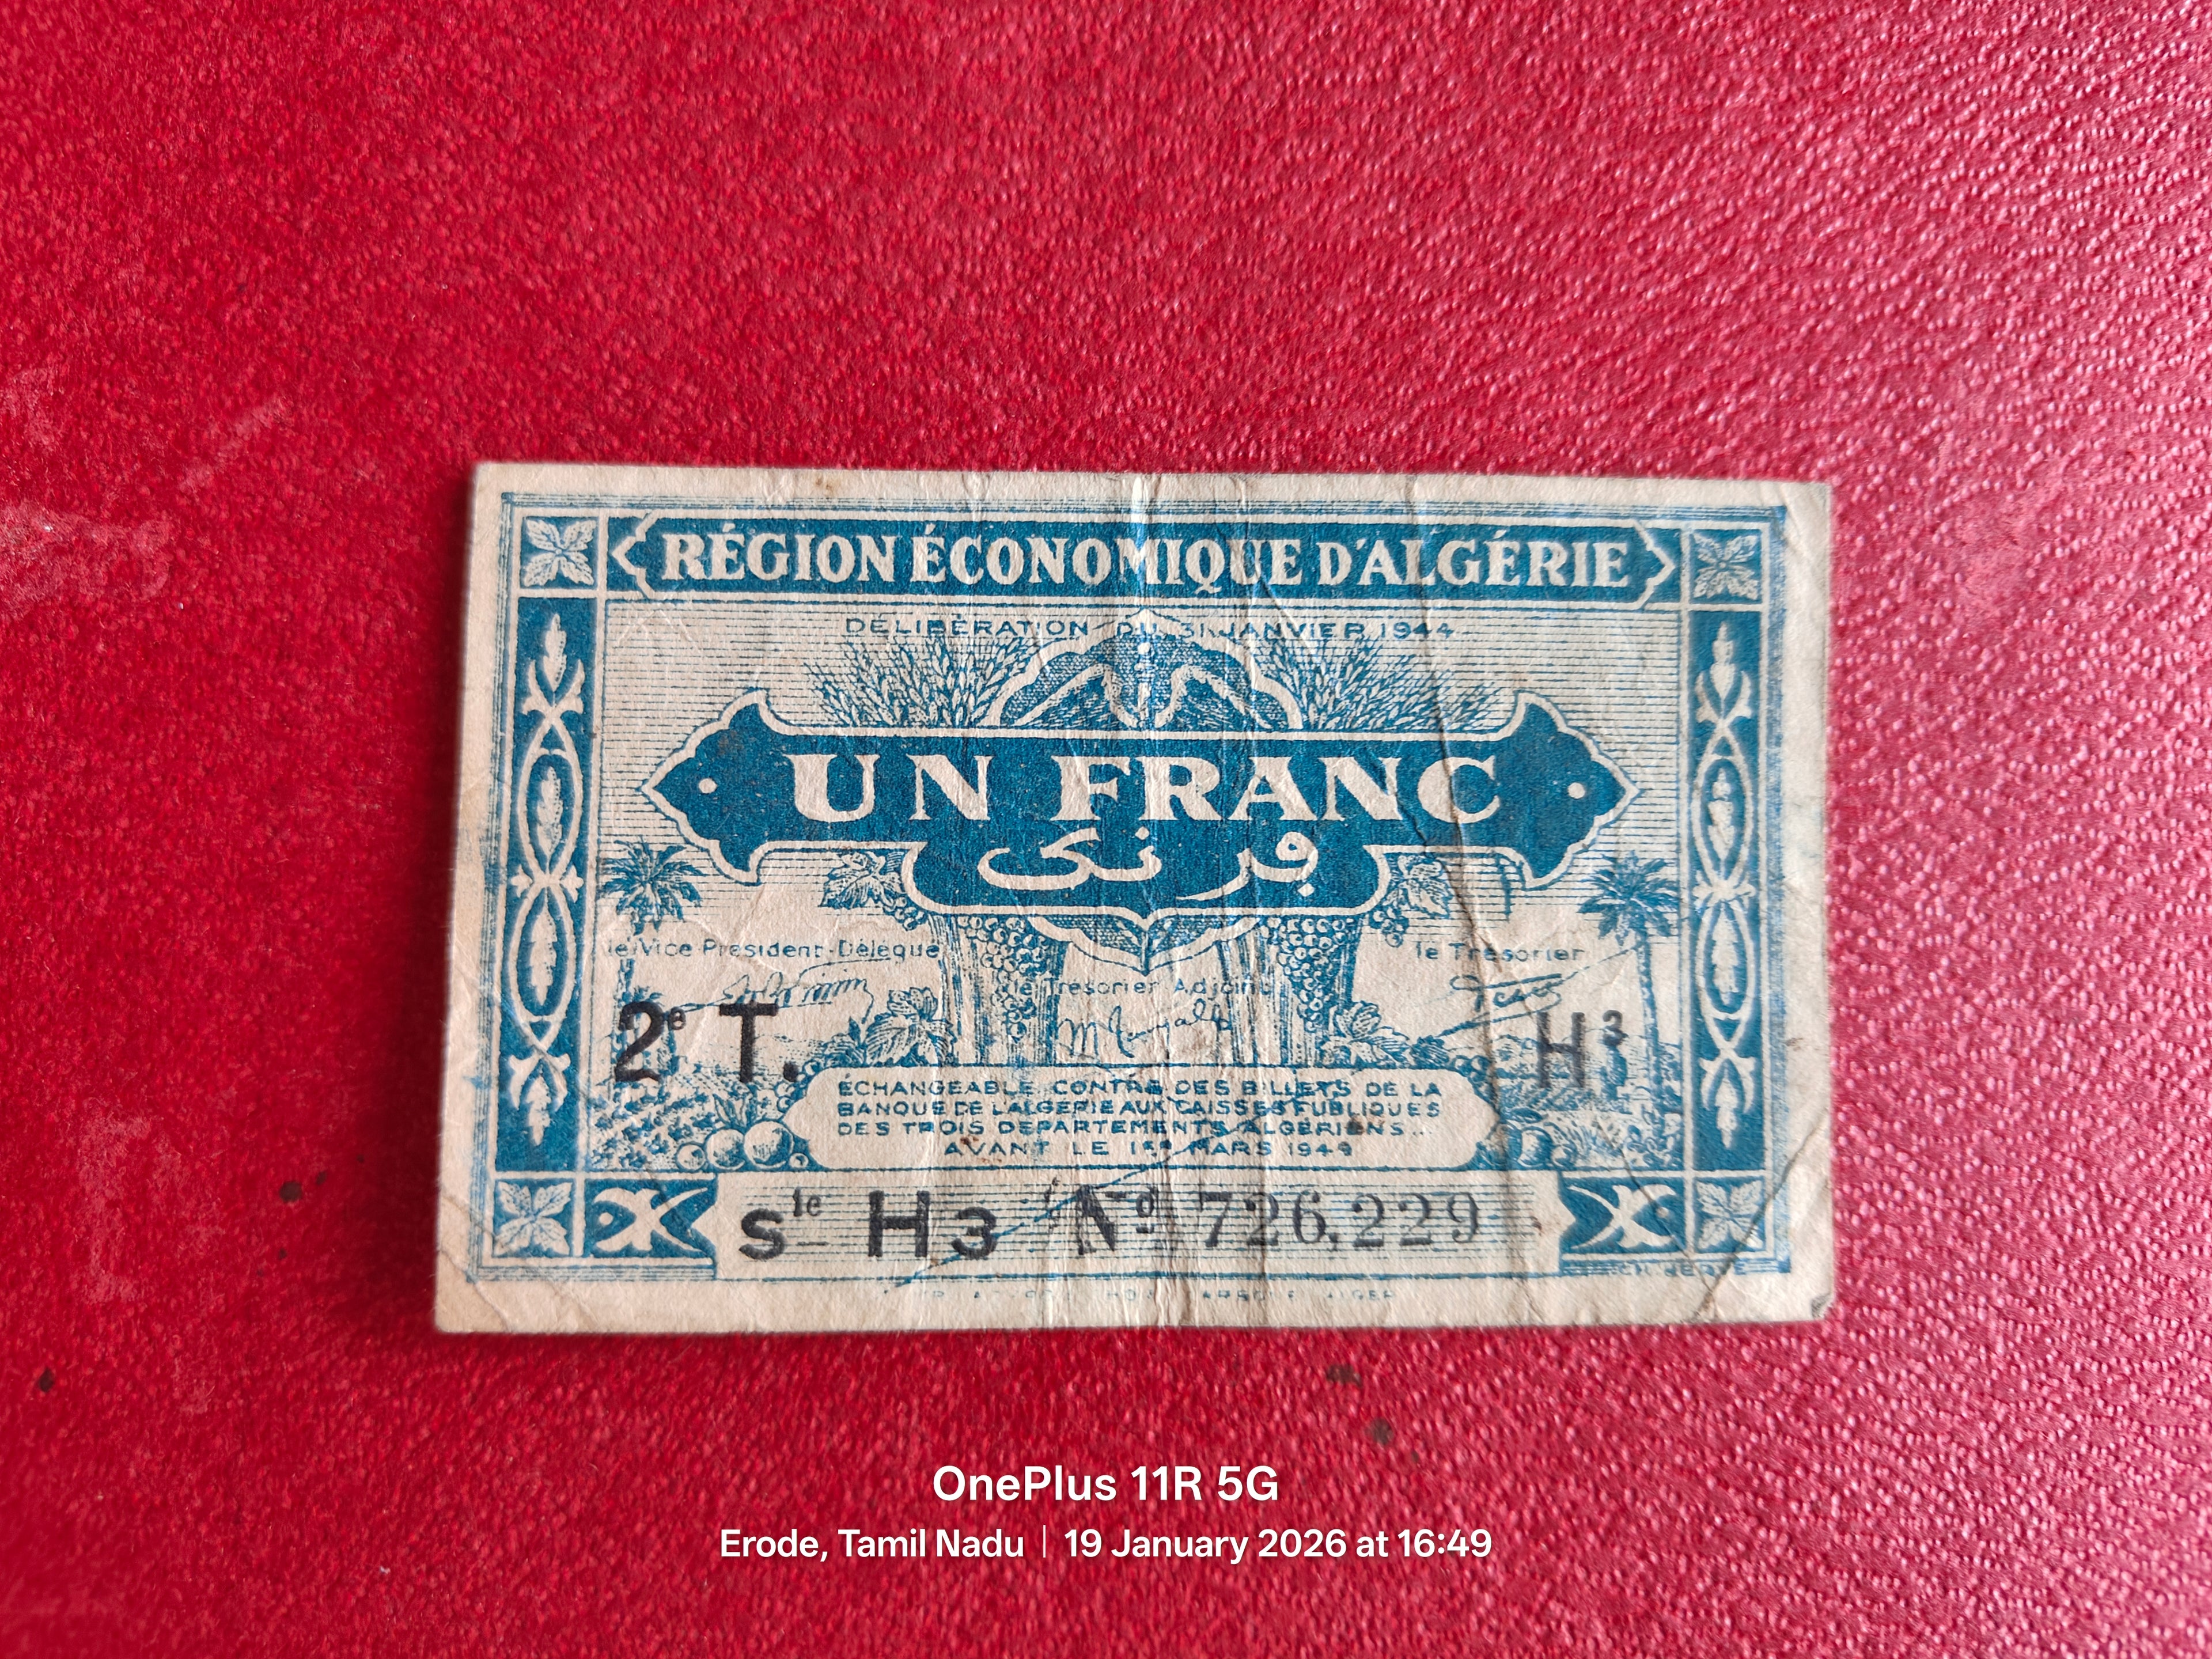 RÉGION ÉCONOMIQUE D'ALGÉRIE
DÉLIBÉRATION DU 31 JANVIER 1944
UN FRANC
فرنك
le Vice Président-Délégué
le Trésorier
le Trésorier Adjoint
2e T.
H3
ÉCHANGEABLE CONTRE DES BILLETS DE LA
BANQUE DE L'ALGÉRIE AUX CAISSES PUBLIQUES
DES TROIS DÉPARTEMENTS ALGÉRIENS
AVANT LE 1er MARS 1949
Sie H3 No 726,229
OnePlus 11R 5G
Erode, Tamil Nadu | 19 January 2026 at 16:49